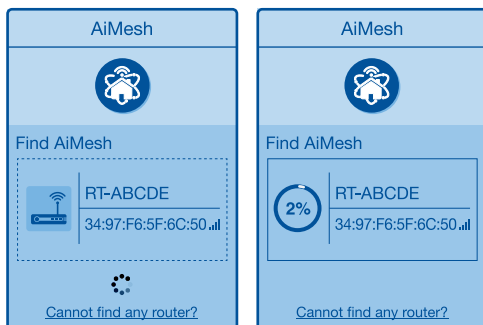 AiMesh
Find AiMesh
RT-ABCDE
34:97:F6:5F:6C:50
Cannot find any router?
AiMesh
Find AiMesh
2%
RT-ABCDE
34:97:F6:5F:6C:50
Cannot find any router?